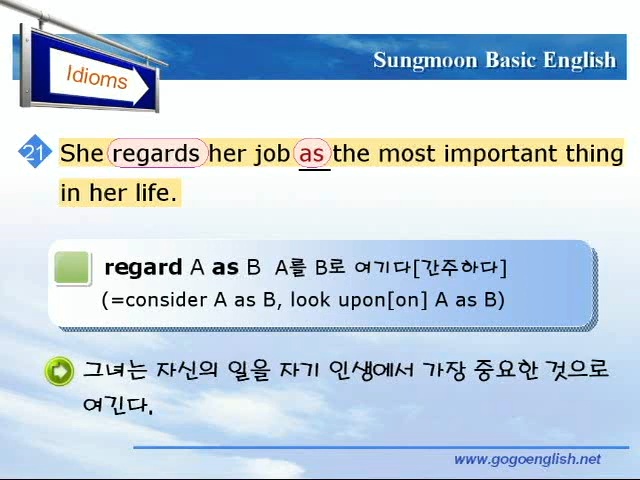 Idioms
Sungmoon Basic English
21 She regards her job as the most important thing
in her life.
regard A as B A를 B로 여기다[간주하다]
(=consider A as B, look upon[on] A as B)
그녀는 자신의 일을 자기 인생에서 가장 중요한 것으로
여긴다.
www.gogoenglish.net